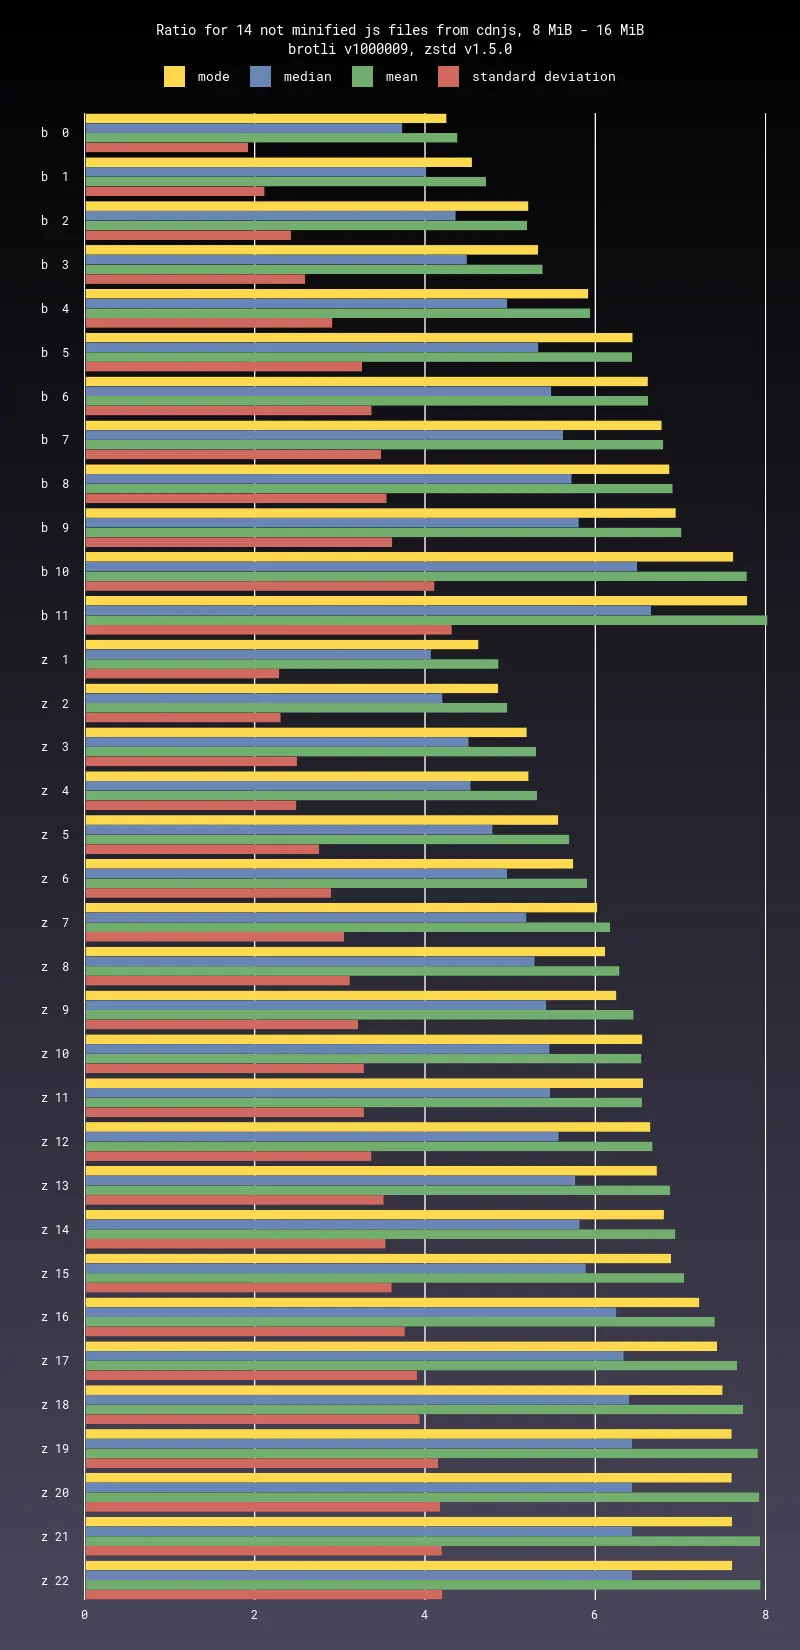 Ratio for 14 not minified js files from cdnjs, 8 MiB - 16 MiB
brotli v1000009, zstd v1.5.0
mode median mean standard deviation
b 0
b 1
b 2
b 3
b 4
b 5
b 6
b 7
b 8
b 9
b 10
b 11
z 1
z 2
z 3
z 4
z 5
z 6
z 7
z 8
z 9
z 10
z 11
z 12
z 13
z 14
z 15
z 16
z 17
z 18
z 19
z 20
z 21
z 22
0 2 4 6 8